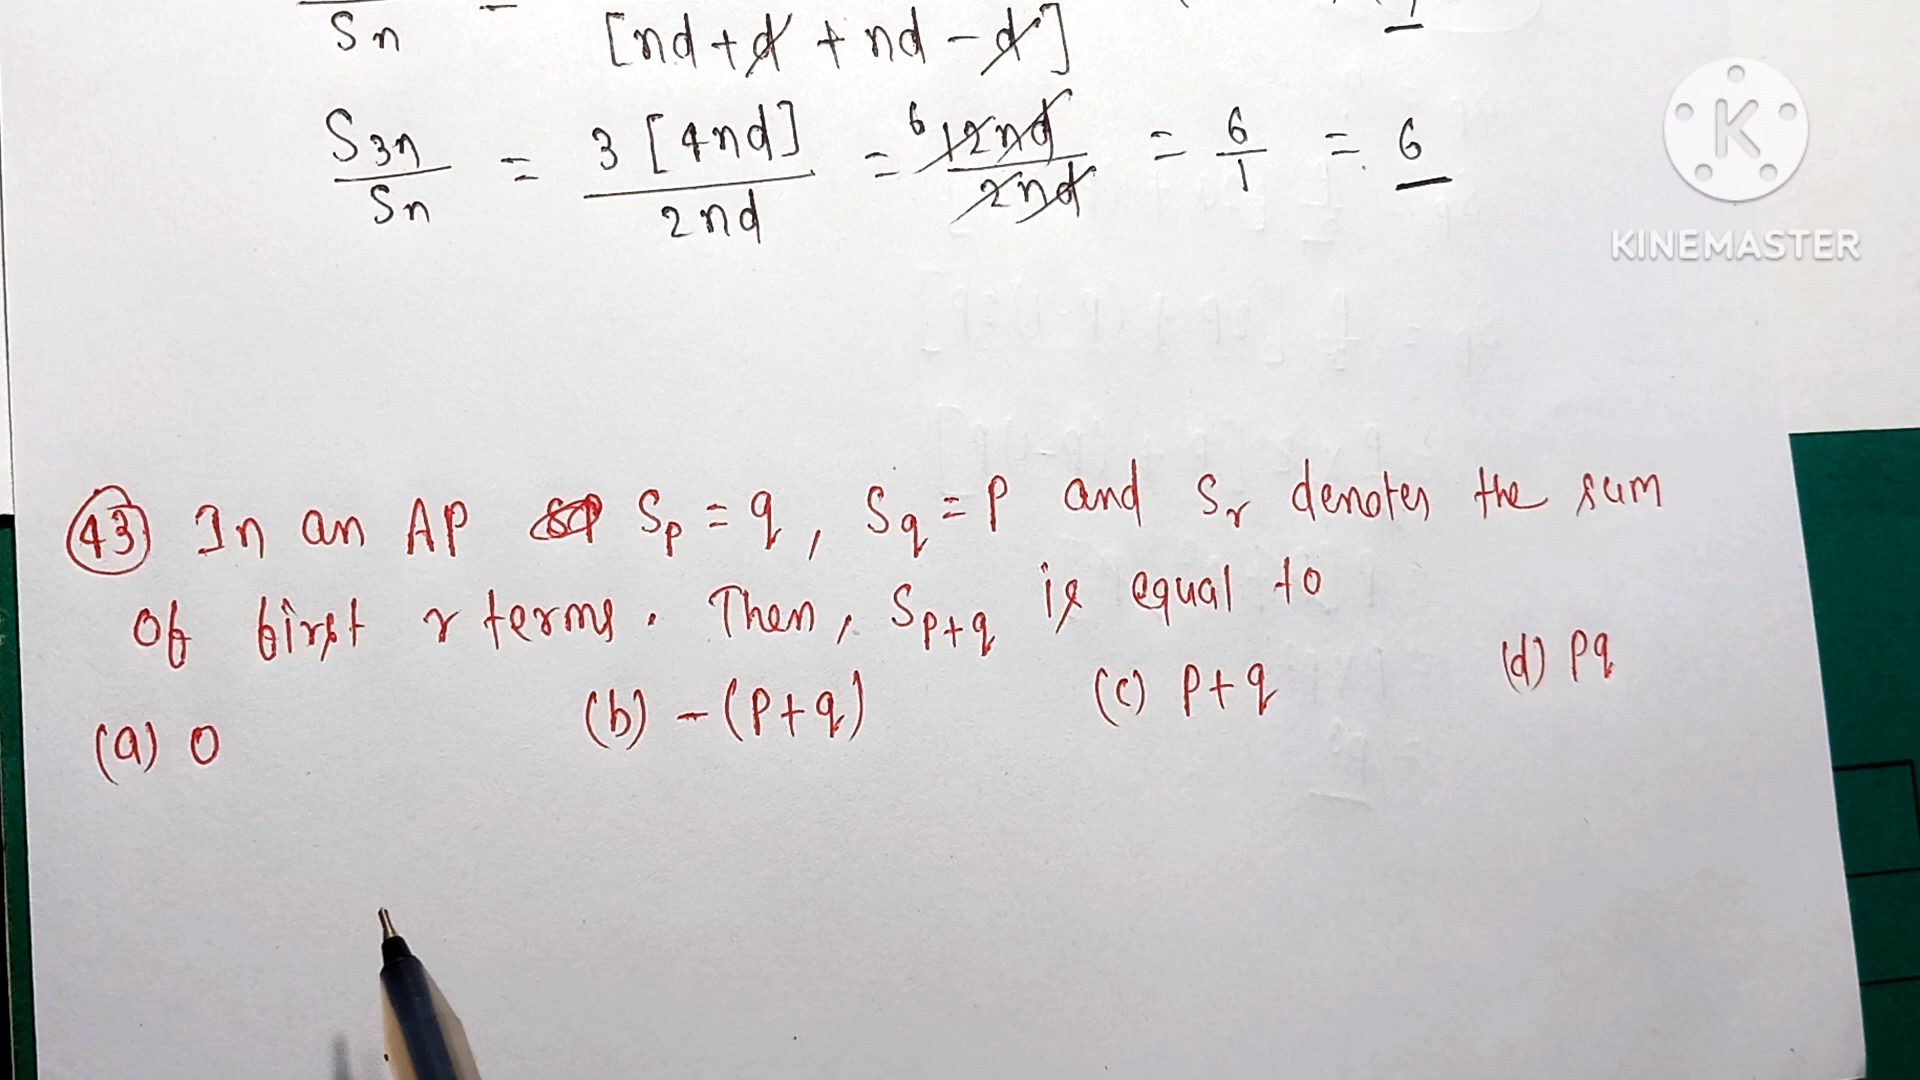 Sn = [nd + d + nd - d]
S3n / Sn = 3 [4nd] / 2nd = 6 12nd / 2nd = 6 / 1 = 6
K
KINEMASTER
43 In an AP Sp = q, Sq = p and Sr denotes the sum
of first r terms. Then, Sp+q is equal to
(a) 0 (b) -(p+q) (c) p+q (d) pq